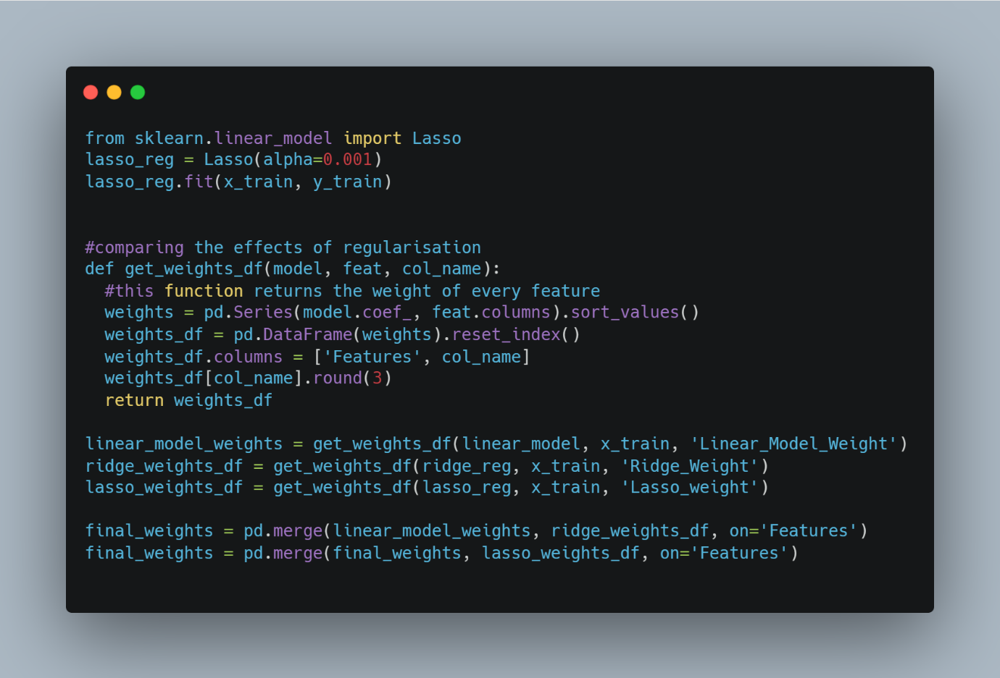 from sklearn.linear_model import Lasso
lasso_reg = Lasso(alpha=0.001)
lasso_reg.fit(x_train, y_train)
#comparing the effects of regularisation
def get_weights_df(model, feat, col_name):
  #this function returns the weight of every feature
  weights = pd.Series(model.coef_, feat.columns).sort_values()
  weights_df = pd.DataFrame(weights).reset_index()
  weights_df.columns = ['Features', col_name]
  weights_df[col_name].round(3)
  return weights_df
linear_model_weights = get_weights_df(linear_model, x_train, 'Linear_Model_Weight')
ridge_weights_df = get_weights_df(ridge_reg, x_train, 'Ridge_Weight')
lasso_weights_df = get_weights_df(lasso_reg, x_train, 'Lasso_weight')
final_weights = pd.merge(linear_model_weights, ridge_weights_df, on='Features')
final_weights = pd.merge(final_weights, lasso_weights_df, on='Features')